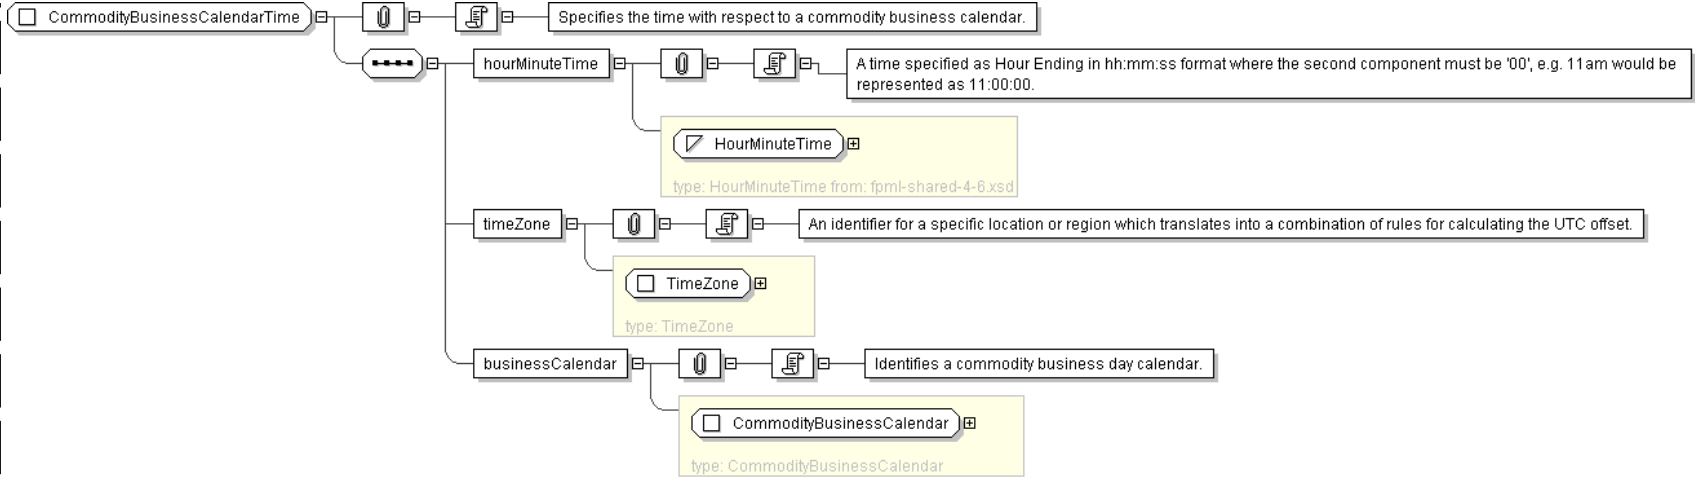 CommodityBusinessCalendarTime
Specifies the time with respect to a commodity business calendar.
hourMinuteTime
A time specified as Hour Ending in hh:mm:ss format where the second component must be '00', e.g. 11am would be
represented as 11:00:00.
HourMinuteTime
type: HourMinuteTime from: fpml-shared-4-6.xsd
timeZone
An identifier for a specific location or region which translates into a combination of rules for calculating the UTC offset.
TimeZone
type: TimeZone
businessCalendar
Identifies a commodity business day calendar.
CommodityBusinessCalendar
type: CommodityBusinessCalendar